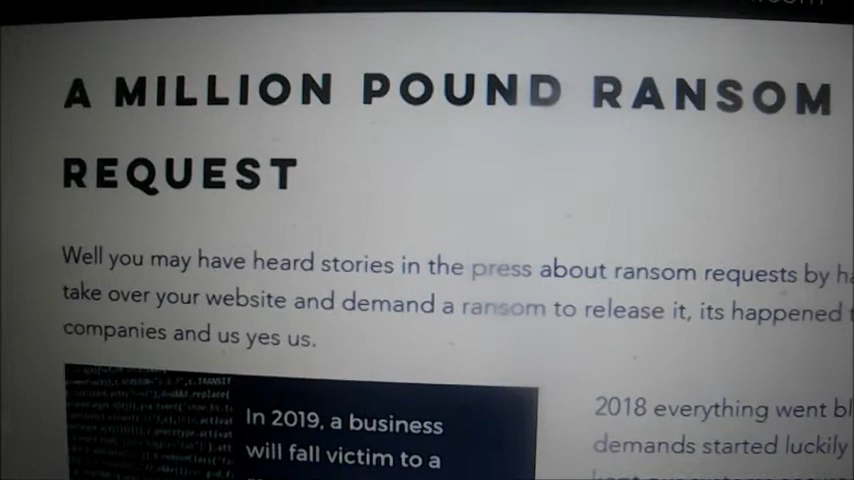 A MILLION POUND RANSOM
REQUEST
Well you may have heard stories in the press about ransom requests by
take over your website and demand a ransom to release it, its happened
companies and us yes us.
In 2019, a business
will fall victim to a
2018 everything went
demands started luckily